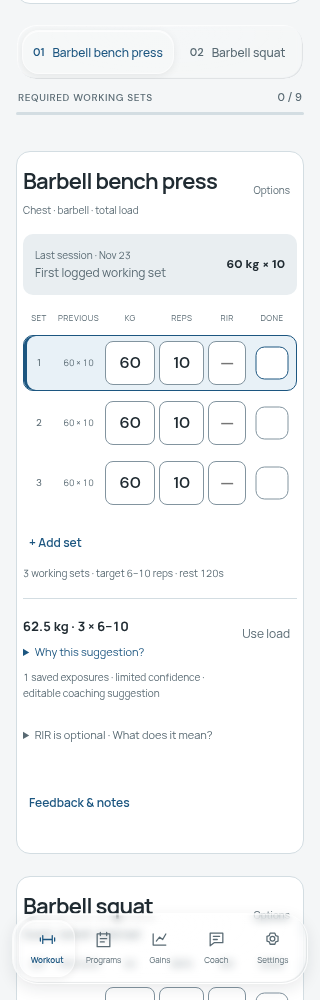 01 Barbell bench press 02 Barbell squat
REQUIRED WORKING SETS 0 / 9
Barbell bench press
Options
Chest · barbell · total load
Last session · Nov 23
First logged working set
60 kg × 10
SET PREVIOUS KG REPS RIR DONE
1 60 × 10 60 10 —
2 60 × 10 60 10 —
3 60 × 10 60 10 —
+ Add set
3 working sets · target 6–10 reps · rest 120s
62.5 kg · 3 × 6–10
Use load
▶ Why this suggestion?
1 saved exposures · limited confidence ·
editable coaching suggestion
▶ RIR is optional · What does it mean?
Feedback & notes
Barbell squat
Options
Workout Programs Gains Coach Settings